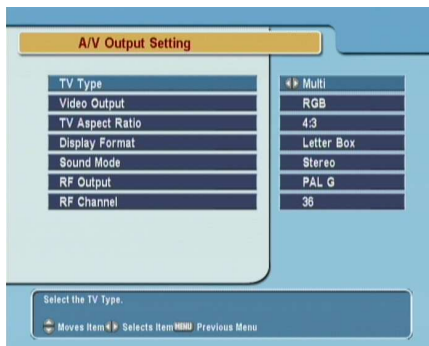 A/V Output Setting
TV Type Multi
Video Output RGB
TV Aspect Ratio 4:3
Display Format Letter Box
Sound Mode Stereo
RF Output PAL G
RF Channel 36
Select the TV Type.
Moves Item Selects Item MENU Previous Menu